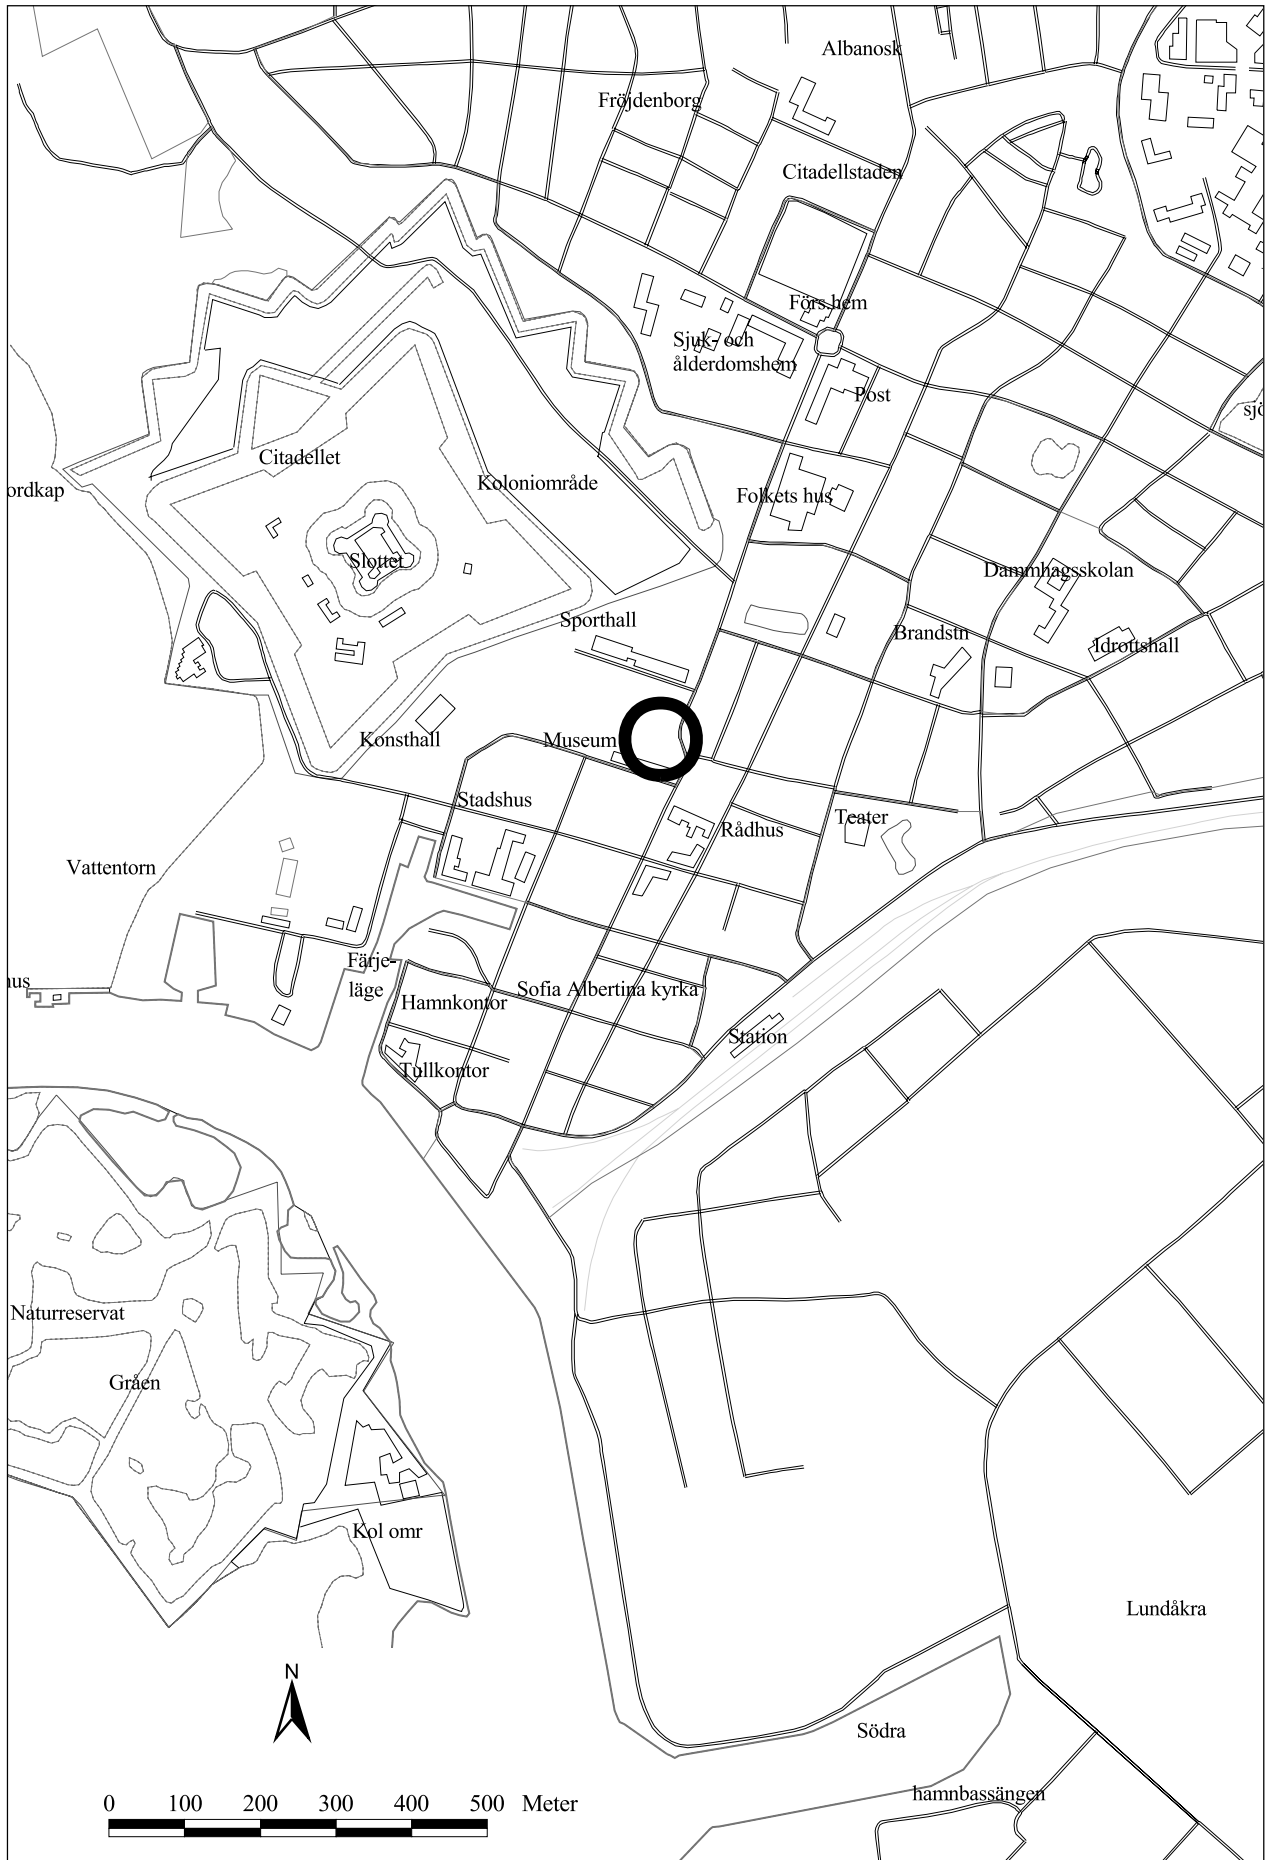 Albanosk
Fröjdenborg
Citadellstaden
Förs.hem
Sjuk- och
ålderdomshem
Post
sjö
Citadellet
Koloniområde
ordkap
Folkets hus
Slottet
Dammhagsskolan
Sporthall
Brandstn
Idrottshall
Konsthall
Museum
Stadshus
Rådhus
Teater
Vattentorn
Färje-
läge
hus
Hamnkontor
Sofia Albertina kyrka
Station
Tullkontor
Naturreservat
Gråen
Kol omr
Lundåkra
N
Södra
hamnbassängen
0 100 200 300 400 500 Meter